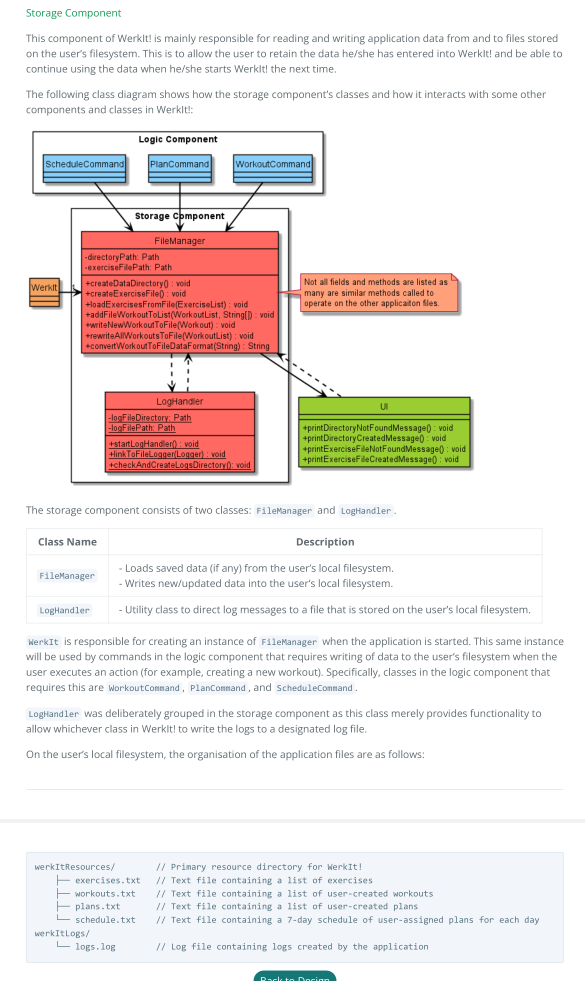 Storage Component
This component of WerkIt! is mainly responsible for reading and writing application data from and to files stored
on the user's filesystem. This is to allow the user to retain the data he/she has entered into WerkIt! and be able to
continue using the data when he/she starts WerkIt! the next time.
The following class diagram shows how the storage component's classes and how it interacts with some other
components and classes in WerkIt!:
Logic Component
ScheduleCommand
PlanCommand
WorkoutCommand
Storage Component
FileManager
-directoryPath: Path
-exerciseFilePath: Path
+createDataDirectory() : void
+createExerciseFile() : void
+loadExercisesFromFile(ExerciseList) : void
+addFileWorkoutToList(WorkoutList, String[]) : void
+writeNewWorkoutToFile(Workout) : void
+rewriteAllWorkoutsToFile(WorkoutList) : void
+convertWorkoutToFileDataFormat(String) : String
WerkIt
Not all fields and methods are listed as
many are similar methods called to
operate on the other applicaiton files.
LogHandler
-logFileDirectory: Path
-logFilePath: Path
+startLogHandler() : void
+linkToFileLogger(Logger) : void
+checkAndCreateLogsDirectory(): void
UI
+printDirectoryNotFoundMessage() : void
+printDirectoryCreatedMessage() : void
+printExerciseFileNotFoundMessage() : void
+printExerciseFileCreatedMessage() : void
The storage component consists of two classes: FileManager and LogHandler.
Class Name Description
FileManager
- Loads saved data (if any) from the user's local filesystem.
- Writes new/updated data into the user's local filesystem.
LogHandler - Utility class to direct log messages to a file that is stored on the user's local filesystem.
WerkIt is responsible for creating an instance of FileManager when the application is started. This same instance
will be used by commands in the logic component that requires writing of data to the user's filesystem when the
user executes an action (for example, creating a new workout). Specifically, classes in the logic component that
requires this are WorkoutCommand, PlanCommand, and ScheduleCommand.
LogHandler was deliberately grouped in the storage component as this class merely provides functionality to
allow whichever class in WerkIt! to write the logs to a designated log file.
On the user's local filesystem, the organisation of the application files are as follows:
werkItResources/ // Primary resource directory for WerkIt!
├── exercises.txt // Text file containing a list of exercises
├── workouts.txt // Text file containing a list of user-created workouts
├── plans.txt // Text file containing a list of user-created plans
└── schedule.txt // Text file containing a 7-day schedule of user-assigned plans for each day
werkItLogs/
└── logs.log // Log file containing logs created by the application
Back to Design